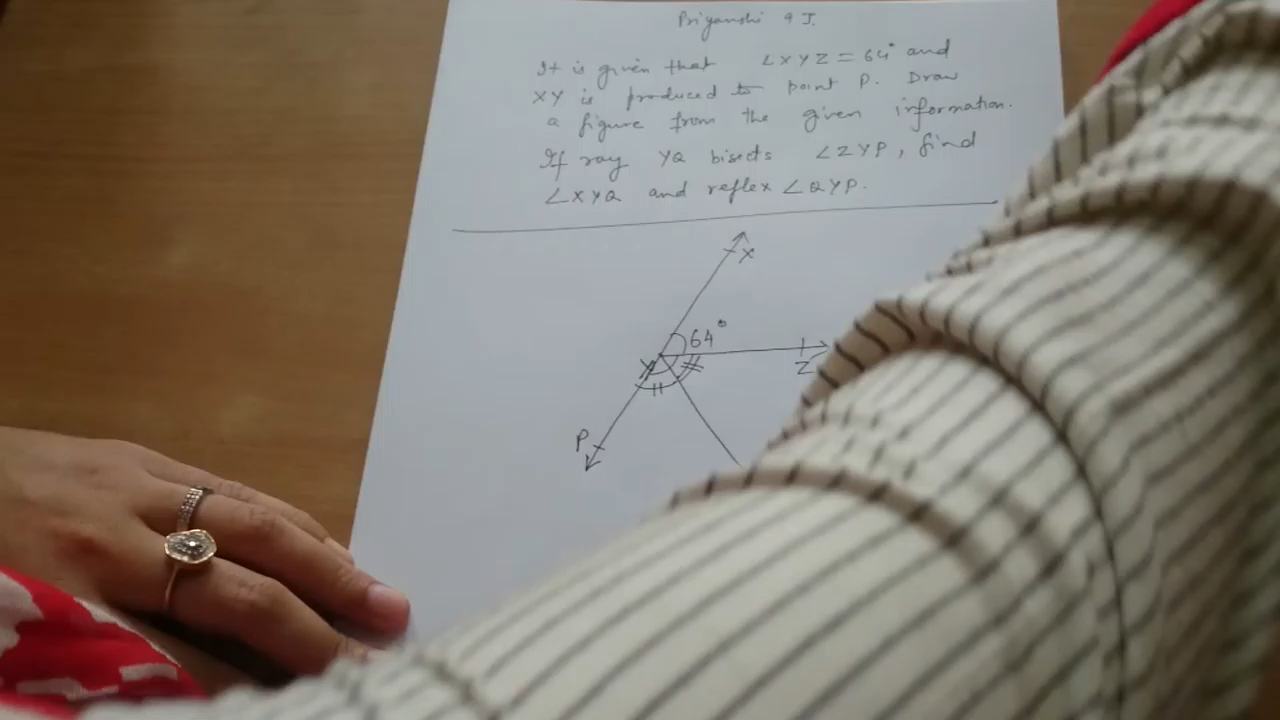 Priyanshi 9 J.
It is given that ∠XYZ = 64° and
XY is produced to point P. Draw
a figure from the given information.
If ray YQ bisects ∠ZYP, find
∠XYQ and reflex ∠QYP.
X
64°
Y
Z
P